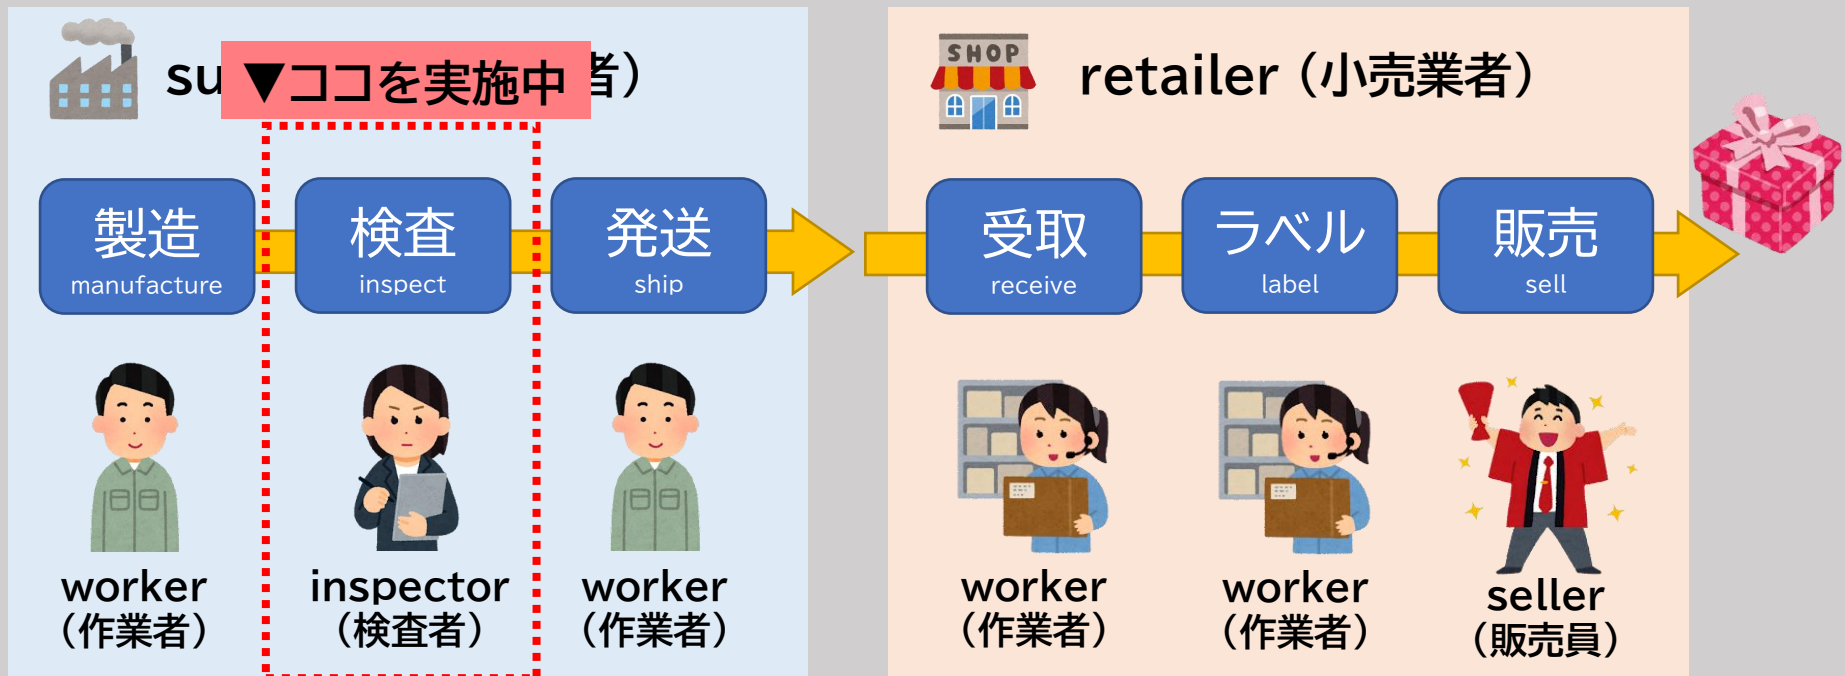 su
▼ココを実施中
者）
SHOP
retailer（小売業者）
製造
manufacture
検査
inspect
発送
ship
受取
receive
ラベル
label
販売
sell
worker
（作業者）
inspector
（検査者）
worker
（作業者）
worker
（作業者）
worker
（作業者）
seller
（販売員）